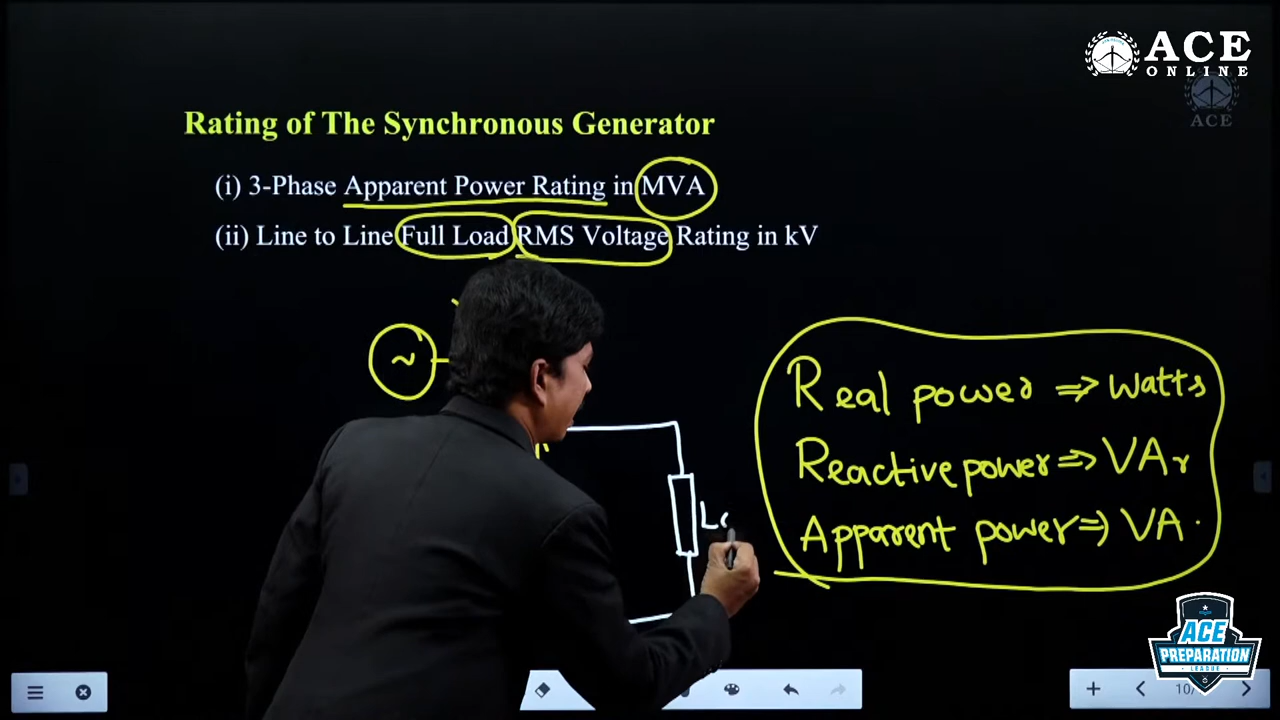 ACE
ONLINE
ACE
Rating of The Synchronous Generator
(i) 3-Phase Apparent Power Rating in MVA
(ii) Line to Line Full Load RMS Voltage Rating in kV
~
Real power ⇒ Watts
Reactive power ⇒ VAr
Apparent power ⇒ VA.
Lo
ACE
PREPARATION
LEAGUE
10/